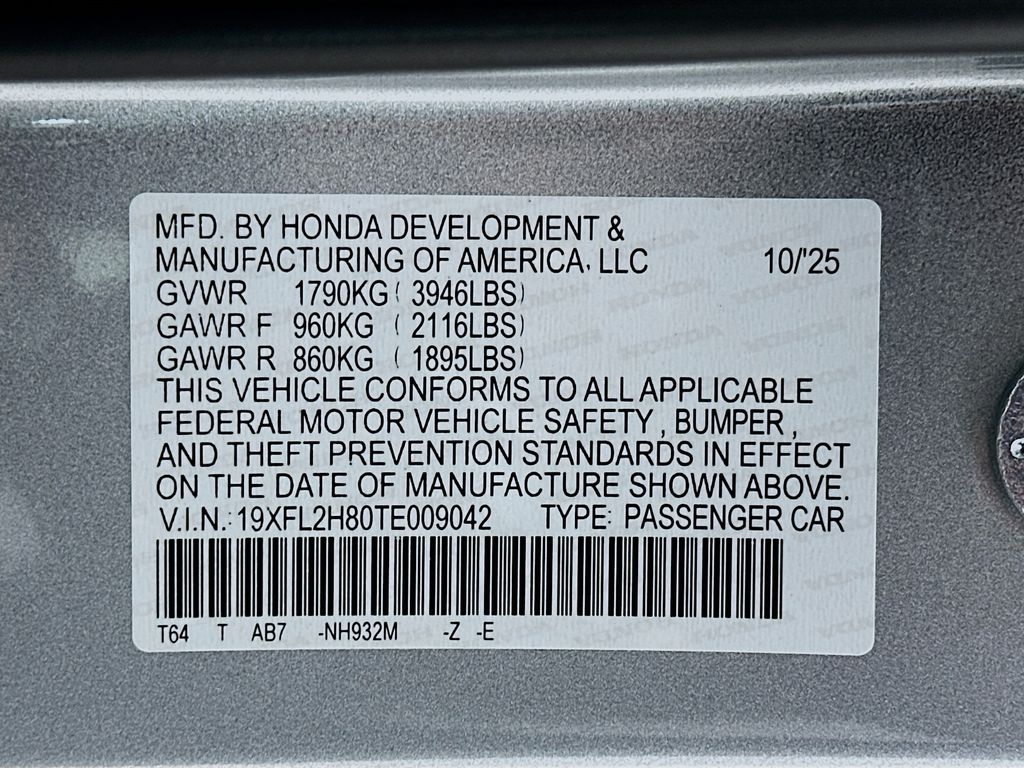 MFD. BY HONDA DEVELOPMENT &
MANUFACTURING OF AMERICA, LLC 10/'25
GVWR 1790KG ( 3946LBS)
GAWR F 960KG ( 2116LBS)
GAWR R 860KG ( 1895LBS)
THIS VEHICLE CONFORMS TO ALL APPLICABLE
FEDERAL MOTOR VEHICLE SAFETY , BUMPER ,
AND THEFT PREVENTION STANDARDS IN EFFECT
ON THE DATE OF MANUFACTURE SHOWN ABOVE.
V.I.N.: 19XFL2H80TE009042 TYPE: PASSENGER CAR
T64 T AB7 -NH932M -Z -E